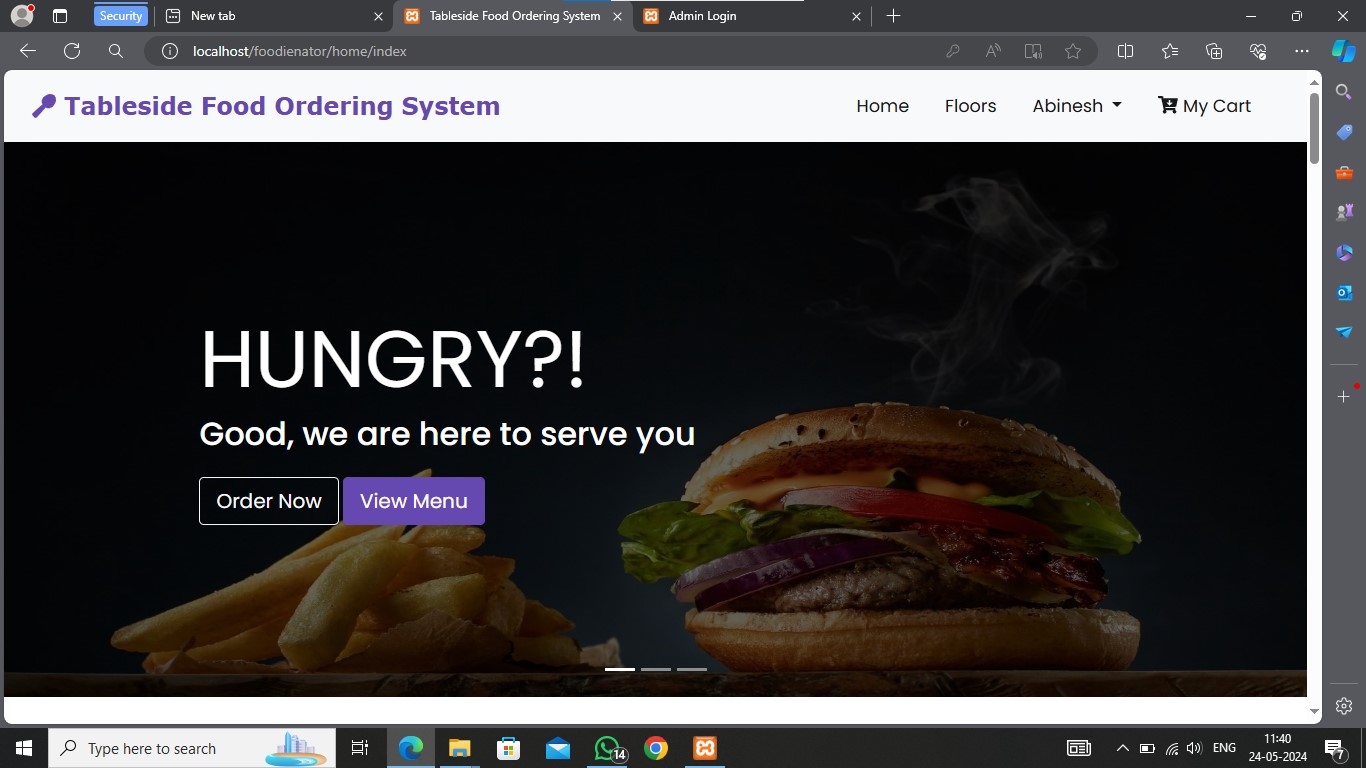 Security
New tab
Tableside Food Ordering System
Admin Login
localhost/foodienator/home/index
Tableside Food Ordering System
Home
Floors
Abinesh
My Cart
HUNGRY?!
Good, we are here to serve you
Order Now
View Menu
Type here to search
14
ENG
11:40
24-05-2024
7